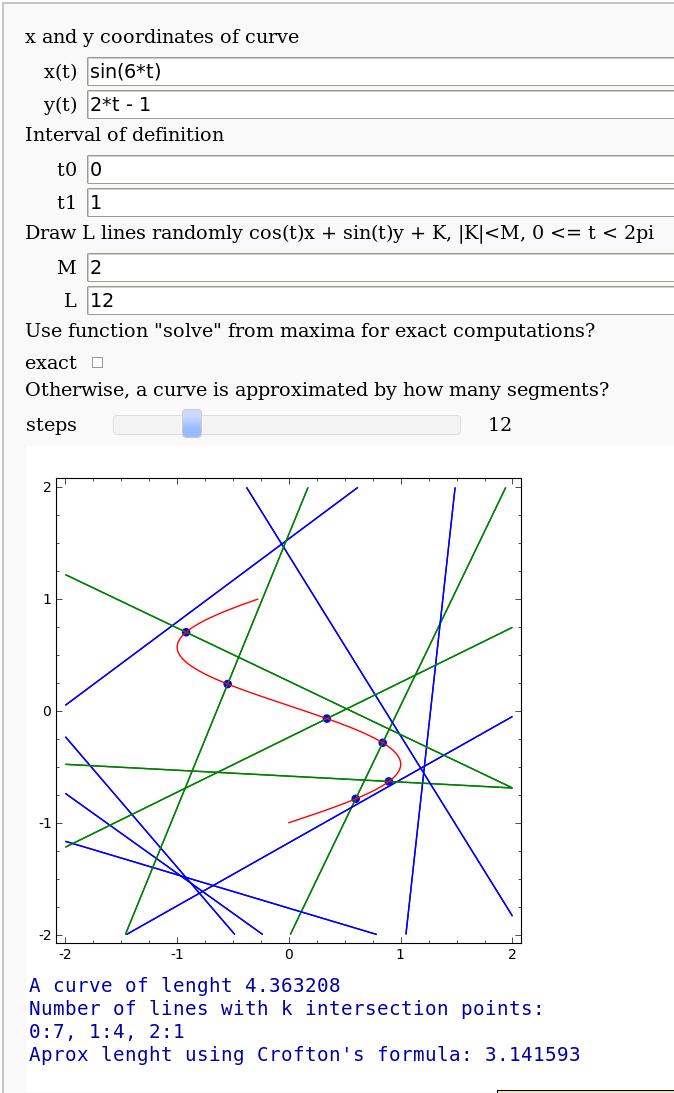 x and y coordinates of curve
x(t) sin(6*t)
y(t) 2*t - 1
Interval of definition
t0 0
t1 1
Draw L lines randomly cos(t)x + sin(t)y + K, |K|<M, 0 <= t < 2pi
M 2
L 12
Use function "solve" from maxima for exact computations?
exact
Otherwise, a curve is approximated by how many segments?
steps 12
2
1
0
-1
-2
-2 -1 0 1 2
A curve of lenght 4.363208
Number of lines with k intersection points:
0:7, 1:4, 2:1
Aprox lenght using Crofton's formula: 3.141593